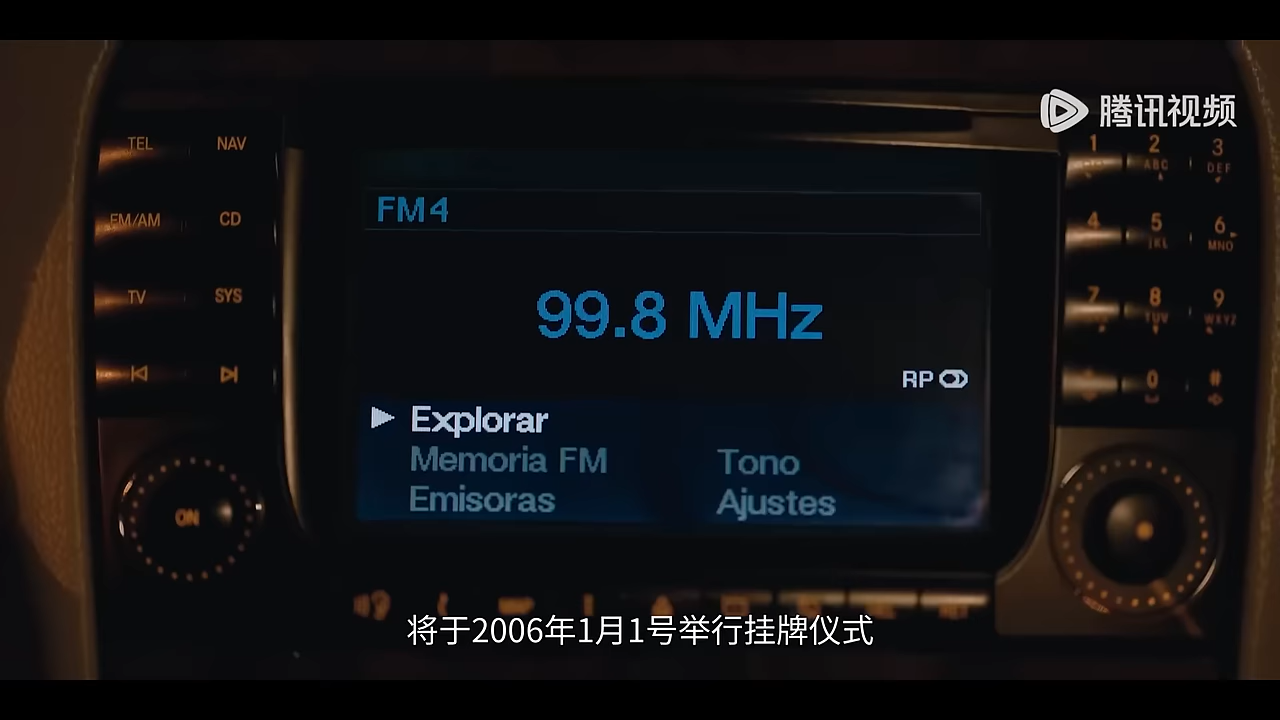 腾讯视频
TEL NAV
1 2 ABC 3 DEF
FM/AM CD
4 5 JKL 6 MNO
TV SYS
7 8 TUV 9 WXYZ
0 #
FM4
99.8 MHz
RP
Explorar
Memoria FM Tono
Emisoras Ajustes
ON
将于2006年1月1号举行挂牌仪式